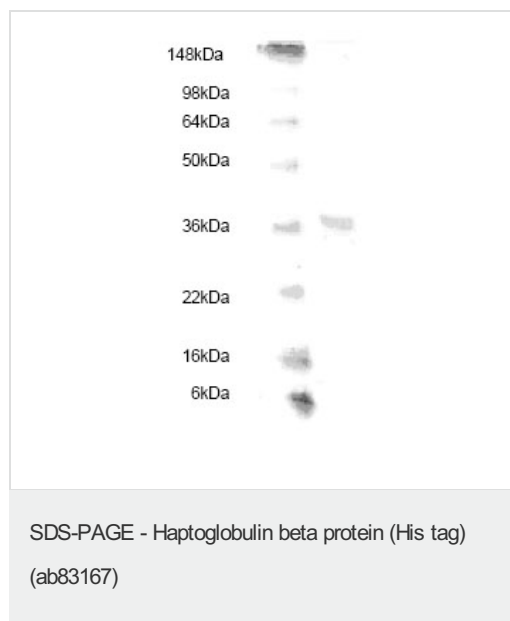 148kDa
98kDa
64kDa
50kDa
36kDa
22kDa
16kDa
6kDa
SDS-PAGE - Haptoglobulin beta protein (His tag)
(ab83167)